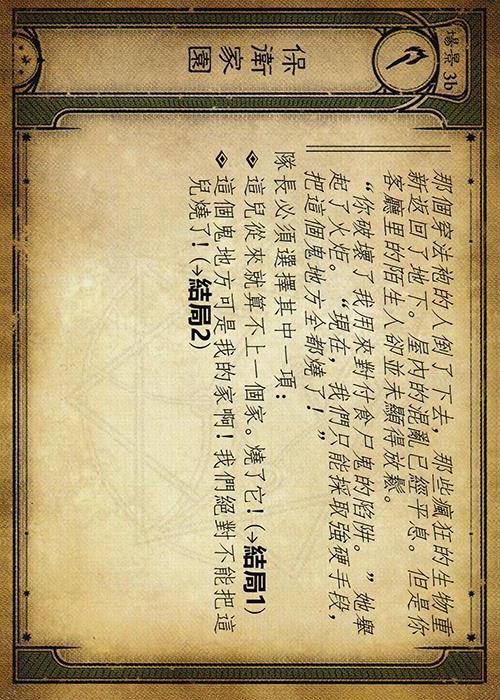 場景 3b
保衛家園
那個穿法袍的人倒了下去，那些瘋狂的生物重
新返回了地下。屋內的混亂已經平息。但是你
客廳里的陌生人卻並未顯得放鬆。
“你破壞了我用來對付食尸鬼的陷阱。”她舉
起了火炬。“現在，我們只能採取強硬手段，
把這個鬼地方全都燒了！”
隊長必須選擇其中一項：
這兒從來就算不上一個家。燒了它！(→結局1)
這個鬼地方可是我的家啊！我們絕對不能把這
兒燒了！(→結局2)